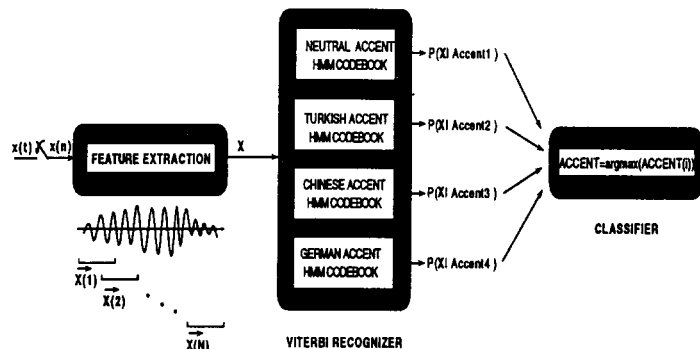 NEUTRAL ACCENT
HMM CODEBOOK
P(X| Accent1)
TURKISH ACCENT
HMM CODEBOOK
P(X| Accent2)
x(t) x(n)
FEATURE EXTRACTION
X
ACCENT=argmax(ACCENT(i))
CHINESE ACCENT
HMM CODEBOOK
P(X| Accent3)
CLASSIFIER
GERMAN ACCENT
HMM CODEBOOK
P(X| Accent4)
X(1)
X(2)
X(N)
VITERBI RECOGNIZER